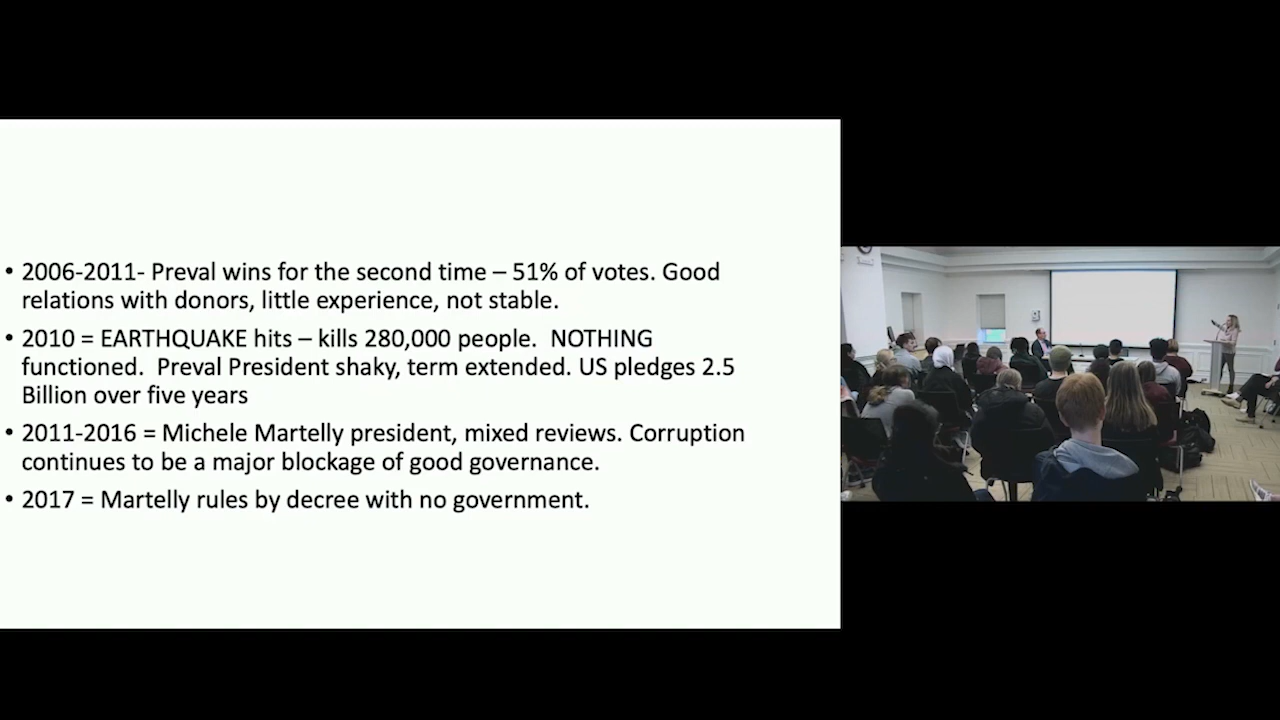 • 2006-2011- Preval wins for the second time – 51% of votes. Good
relations with donors, little experience, not stable.
• 2010 = EARTHQUAKE hits – kills 280,000 people.  NOTHING
functioned.  Preval President shaky, term extended. US pledges 2.5
Billion over five years
• 2011-2016 = Michele Martelly president, mixed reviews. Corruption
continues to be a major blockage of good governance.
• 2017 = Martelly rules by decree with no government.